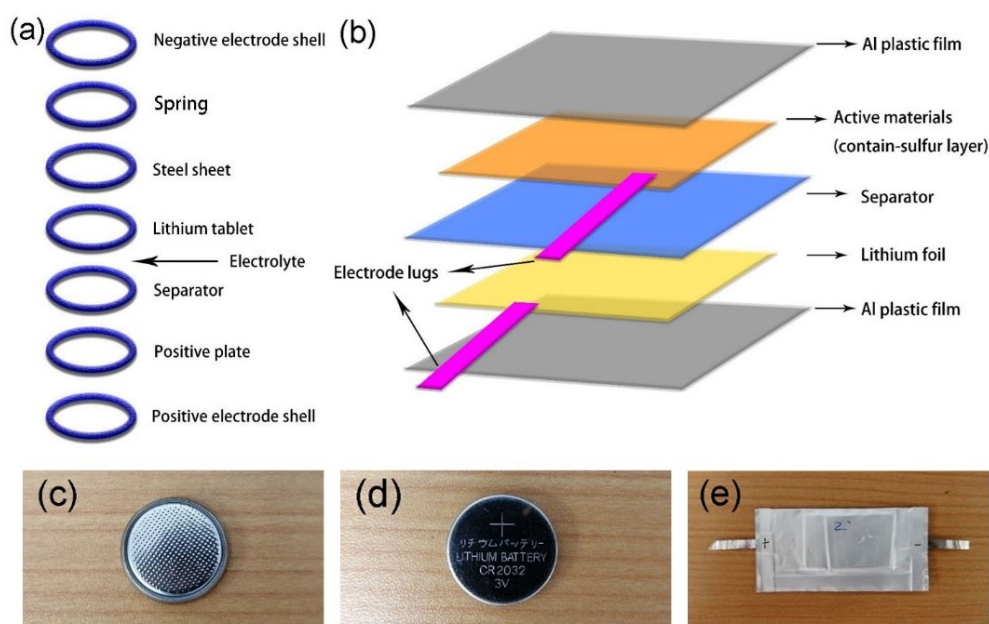 (a)
Negative electrode shell
Spring
Steel sheet
Lithium tablet
Electrolyte
Separator
Positive plate
Positive electrode shell
(b)
Al plastic film
Active materials
(contain-sulfur layer)
Separator
Lithium foil
Al plastic film
Electrode lugs
(c)
(d)
+
リチウムバッテリー
LITHIUM BATTERY
CR2032
3V
(e)
+
-